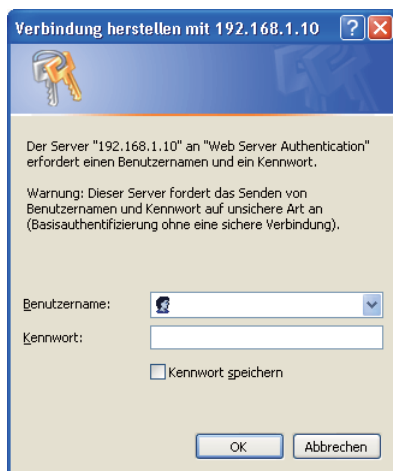 Verbindung herstellen mit 192.168.1.10
Der Server "192.168.1.10" an "Web Server Authentication"
erfordert einen Benutzernamen und ein Kennwort.
Warnung: Dieser Server fordert das Senden von
Benutzernamen und Kennwort auf unsichere Art an
(Basisauthentifizierung ohne eine sichere Verbindung).
Benutzername:
Kennwort:
Kennwort speichern
OK Abbrechen